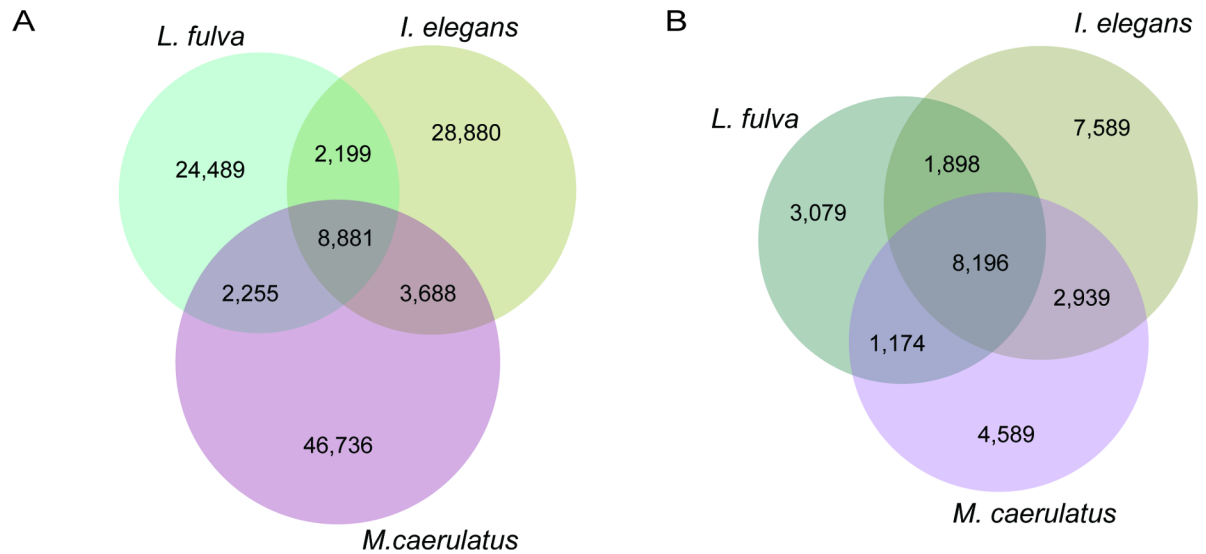 A
L. fulva
I. elegans
24,489
2,199
28,880
8,881
2,255
3,688
46,736
M.caerulatus
B
I. elegans
L. fulva
7,589
1,898
3,079
8,196
2,939
1,174
4,589
M. caerulatus